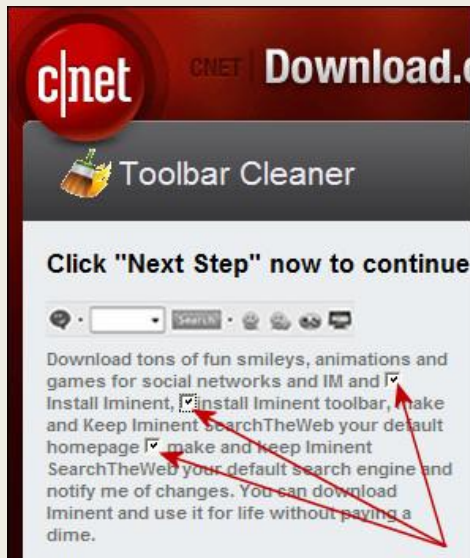 c|net
CNET Download.c
Toolbar Cleaner
Click "Next Step" now to continue
Search
Download tons of fun smileys, animations and
games for social networks and IM and
Install Iminent, install Iminent toolbar, make
and Keep Iminent SearchTheWeb your default
homepage make and keep Iminent
SearchTheWeb your default search engine and
notify me of changes. You can download
Iminent and use it for life without paying a
dime.